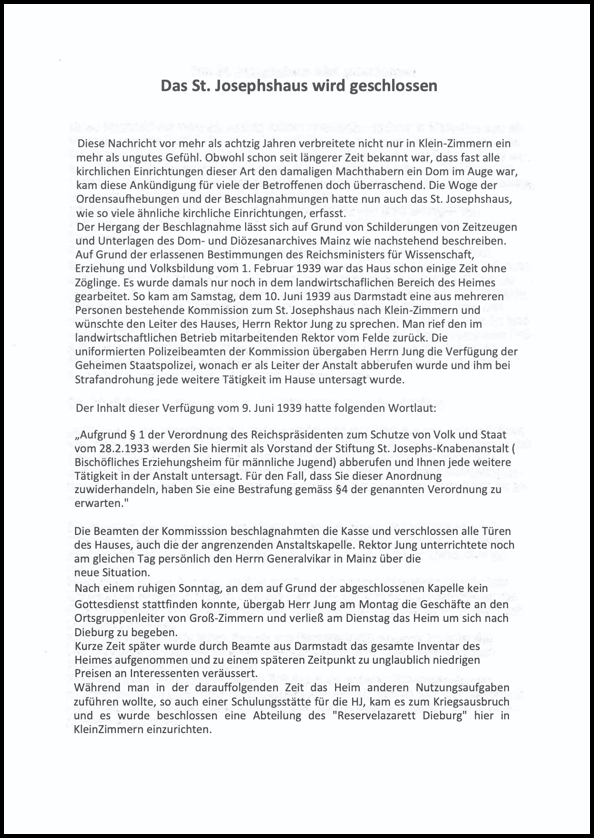 Das St. Josephshaus wird geschlossen
Diese Nachricht vor mehr als achtzig Jahren verbreitete nicht nur in Klein-Zimmern ein
mehr als ungutes Gefühl. Obwohl schon seit längerer Zeit bekannt war, dass fast alle
kirchlichen Einrichtungen dieser Art den damaligen Machthabern ein Dom im Auge war,
kam diese Ankündigung für viele der Betroffenen doch überraschend. Die Woge der
Ordensaufhebungen und der Beschlagnahmungen hatte nun auch das St. Josephshaus,
wie so viele ähnliche kirchliche Einrichtungen, erfasst.
Der Hergang der Beschlagnahme lässt sich auf Grund von Schilderungen von Zeitzeugen
und Unterlagen des Dom- und Diözesanarchives Mainz wie nachstehend beschreiben.
Auf Grund der erlassenen Bestimmungen des Reichsministers für Wissenschaft,
Erziehung und Volksbildung vom 1. Februar 1939 war das Haus schon einige Zeit ohne
Zöglinge. Es wurde damals nur noch in dem landwirtschaflichen Bereich des Heimes
gearbeitet. So kam am Samstag, dem 10. Juni 1939 aus Darmstadt eine aus mehreren
Personen bestehende Kommission zum St. Josephshaus nach Klein-Zimmern und
wünschte den Leiter des Hauses, Herrn Rektor Jung zu sprechen. Man rief den im
landwirtschaftlichen Betrieb mitarbeitenden Rektor vom Felde zurück. Die
uniformierten Polizeibeamten der Kommission übergaben Herrn Jung die Verfügung der
Geheimen Staatspolizei, wonach er als Leiter der Anstalt abberufen wurde und ihm bei
Strafandrohung jede weitere Tätigkeit im Hause untersagt wurde.
Der Inhalt dieser Verfügung vom 9. Juni 1939 hatte folgenden Wortlaut:
„Aufgrund § 1 der Verordnung des Reichspräsidenten zum Schutze von Volk und Staat
vom 28.2.1933 werden Sie hiermit als Vorstand der Stiftung St. Josephs-Knabenanstalt (
Bischöfliches Erziehungsheim für männliche Jugend) abberufen und Ihnen jede weitere
Tätigkeit in der Anstalt untersagt. Für den Fall, dass Sie dieser Anordnung
zuwiderhandeln, haben Sie eine Bestrafung gemäss §4 der genannten Verordnung zu
erwarten."
Die Beamten der Kommisssion beschlagnahmten die Kasse und verschlossen alle Türen
des Hauses, auch die der angrenzenden Anstaltskapelle. Rektor Jung unterrichtete noch
am gleichen Tag persönlich den Herrn Generalvikar in Mainz über die
neue Situation.
Nach einem ruhigen Sonntag, an dem auf Grund der abgeschlossenen Kapelle kein
Gottesdienst stattfinden konnte, übergab Herr Jung am Montag die Geschäfte an den
Ortsgruppenleiter von Groß-Zimmern und verließ am Dienstag das Heim um sich nach
Dieburg zu begeben.
Kurze Zeit später wurde durch Beamte aus Darmstadt das gesamte Inventar des
Heimes aufgenommen und zu einem späteren Zeitpunkt zu unglaublich niedrigen
Preisen an Interessenten veräussert.
Während man in der darauffolgenden Zeit das Heim anderen Nutzungsaufgaben
zuführen wollte, so auch einer Schulungsstätte für die HJ, kam es zum Kriegsausbruch
und es wurde beschlossen eine Abteilung des "Reservelazarett Dieburg" hier in
KleinZimmern einzurichten.